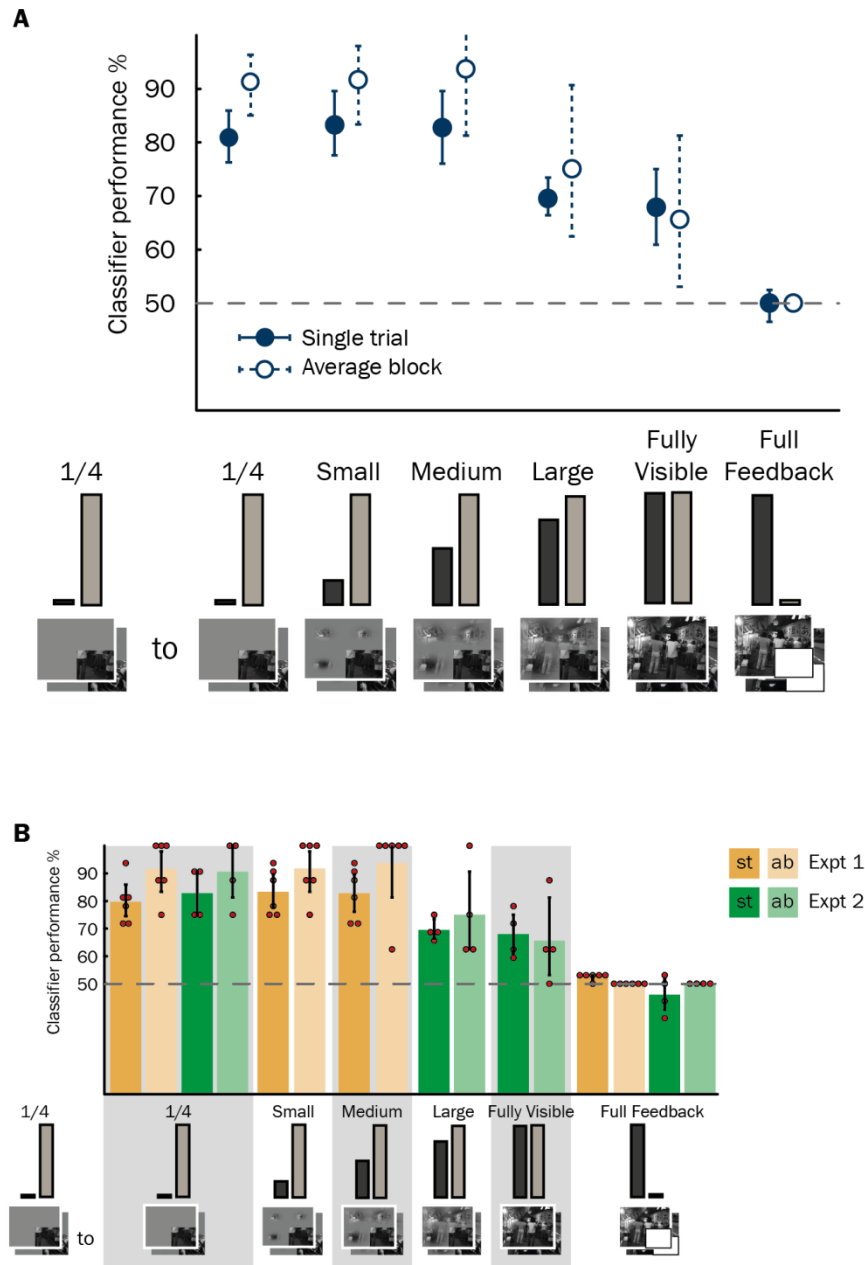 A
Classifier performance %
90
80
70
60
50
Single trial
Average block
1/4
to
1/4
Small
Medium
Large
Fully
Visible
Full
Feedback
B
Classifier performance %
90
80
70
60
50
st ab Expt 1
st ab Expt 2
1/4
to
1/4
Small
Medium
Large
Fully Visible
Full Feedback